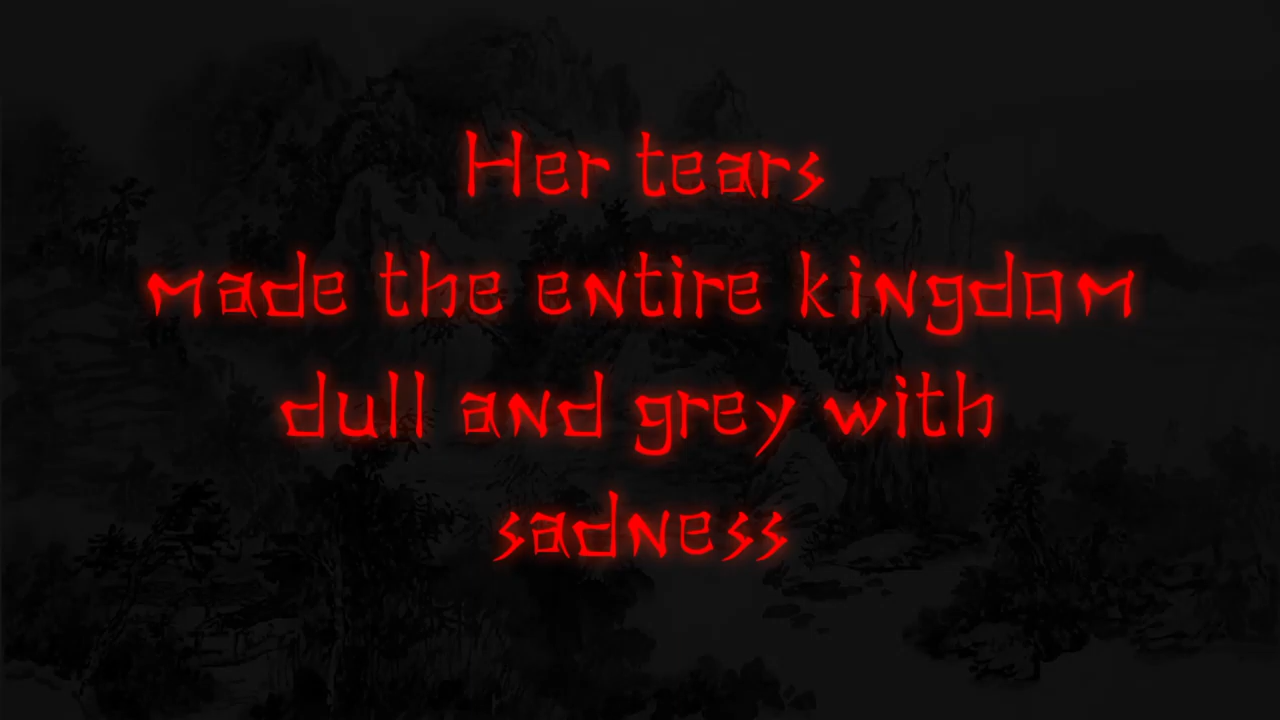 Her tears
made the entire kingdom
dull and grey with
sadness